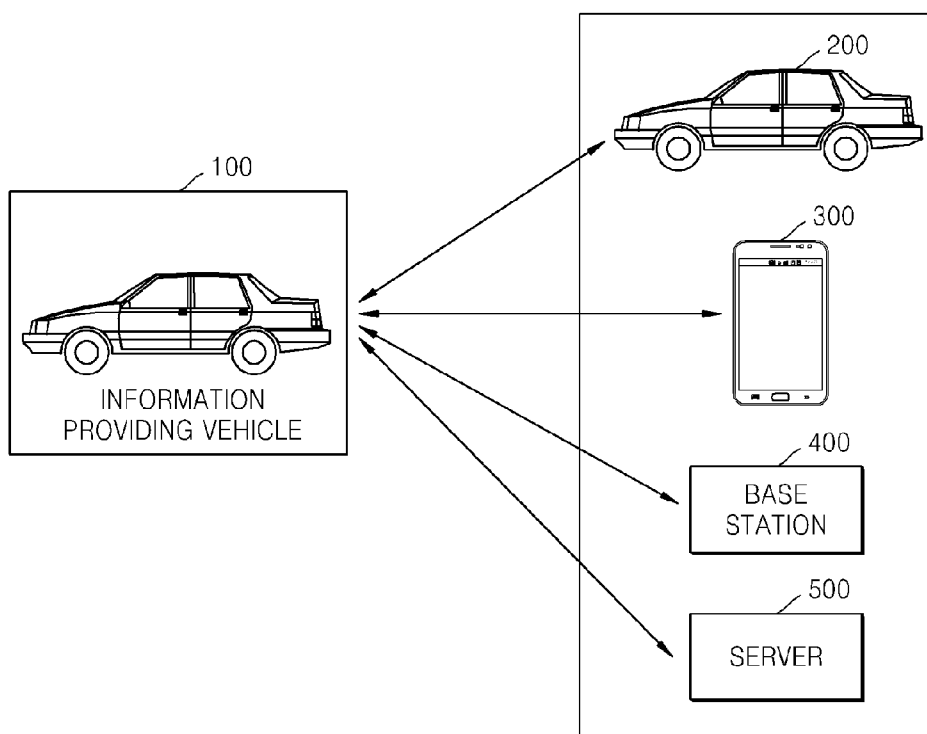 200
100
300
INFORMATION
PROVIDING VEHICLE
400
BASE
STATION
500
SERVER